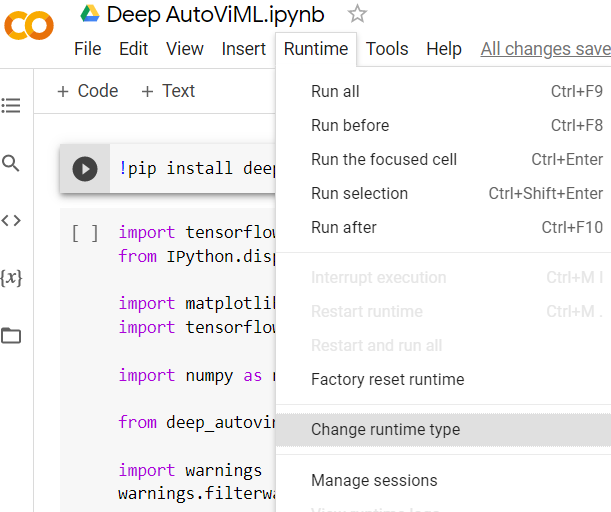 Deep AutoViML.ipynb
File Edit View Insert Runtime Tools Help All changes save
+ Code + Text
Run all Ctrl+F9
Run before Ctrl+F8
Run the focused cell Ctrl+Enter
Run selection Ctrl+Shift+Enter
Run after Ctrl+F10
Interrupt execution Ctrl+M I
Restart runtime Ctrl+M .
Restart and run all
Factory reset runtime
Change runtime type
Manage sessions
View runtime logs
!pip install deep
[ ] import tensorflow
from IPython.disp
import matplotlib
import tensorflow
import numpy as
from deep_autovi
import warnings
warnings.filterwa
{x}